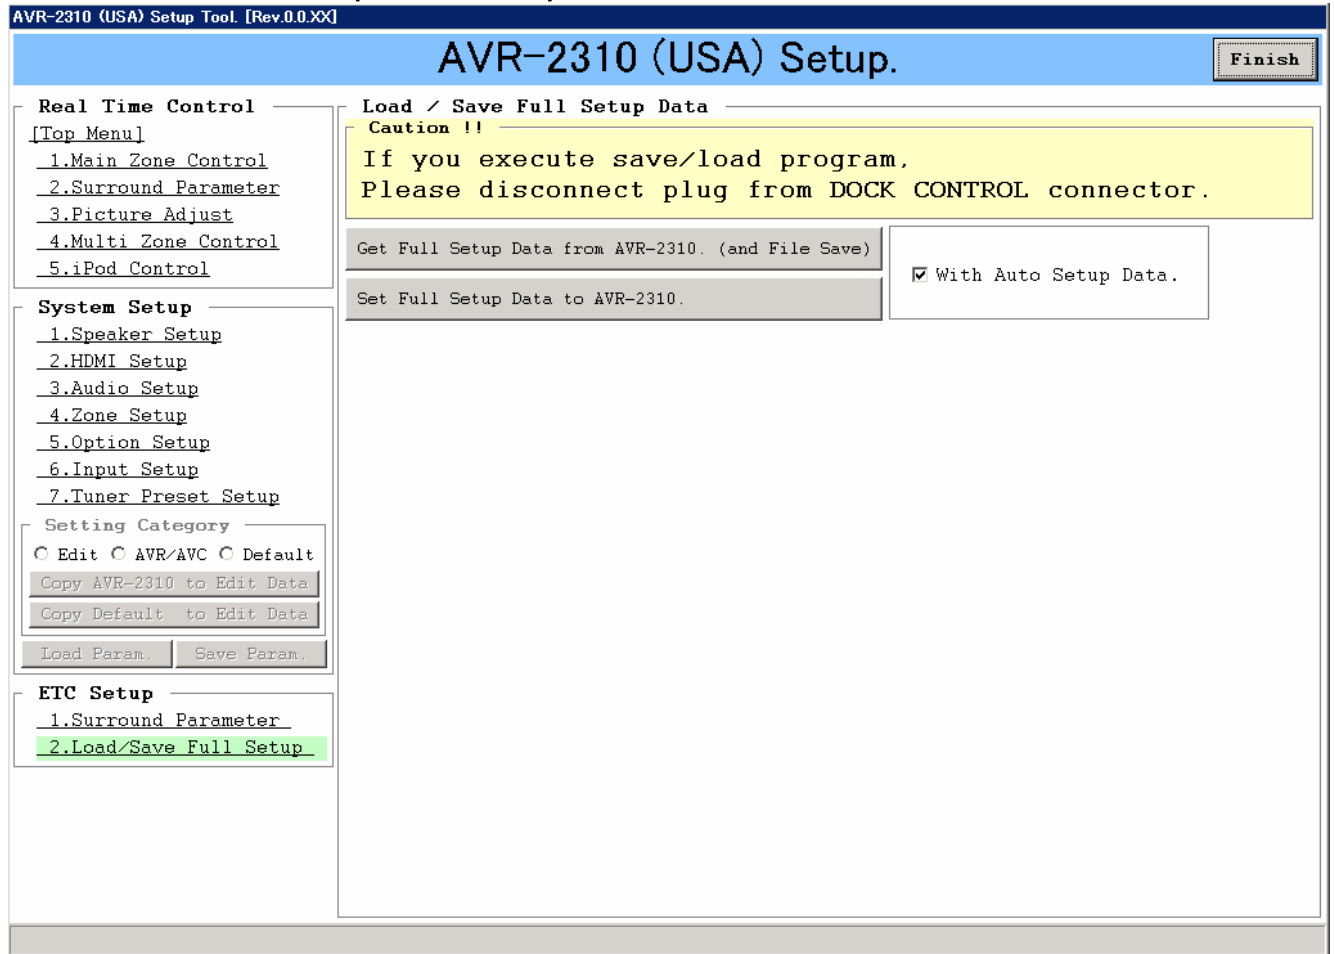 AVR-2310 (USA) Setup Tool. [Rev.0.0.XX]
AVR-2310 (USA) Setup.
Finish
Real Time Control
[Top Menu]
1.Main Zone Control
2.Surround Parameter
3.Picture Adjust
4.Multi Zone Control
5.iPod Control
System Setup
1.Speaker Setup
2.HDMI Setup
3.Audio Setup
4.Zone Setup
5.Option Setup
6.Input Setup
7.Tuner Preset Setup
Setting Category
Edit AVR/AVC Default
Copy AVR-2310 to Edit Data
Copy Default to Edit Data
Load Param. Save Param.
ETC Setup
1.Surround Parameter
2.Load/Save Full Setup
Load / Save Full Setup Data
Caution !!
If you execute save/load program,
Please disconnect plug from DOCK CONTROL connector.
Get Full Setup Data from AVR-2310. (and File Save)
Set Full Setup Data to AVR-2310.
With Auto Setup Data.